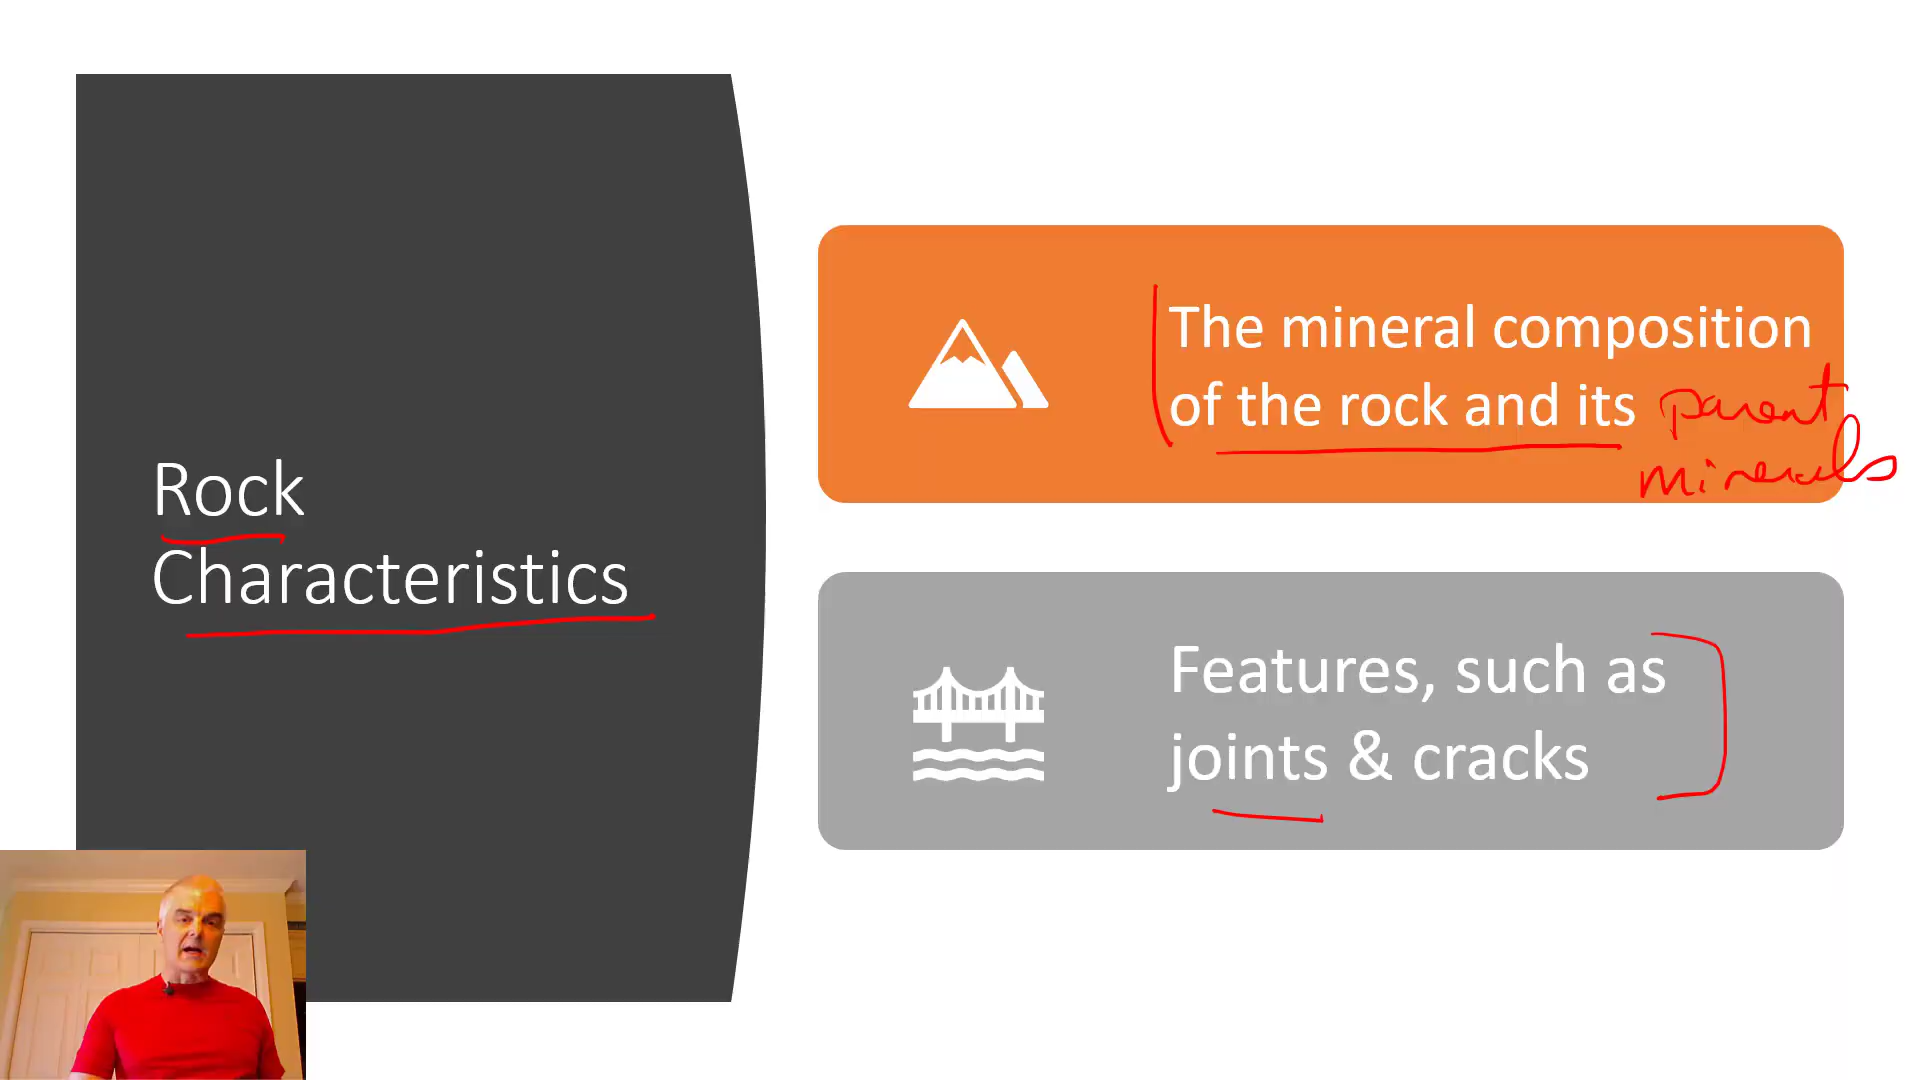 Rock
Characteristics
The mineral composition
of the rock and its parent
minerals
Features, such as
joints & cracks